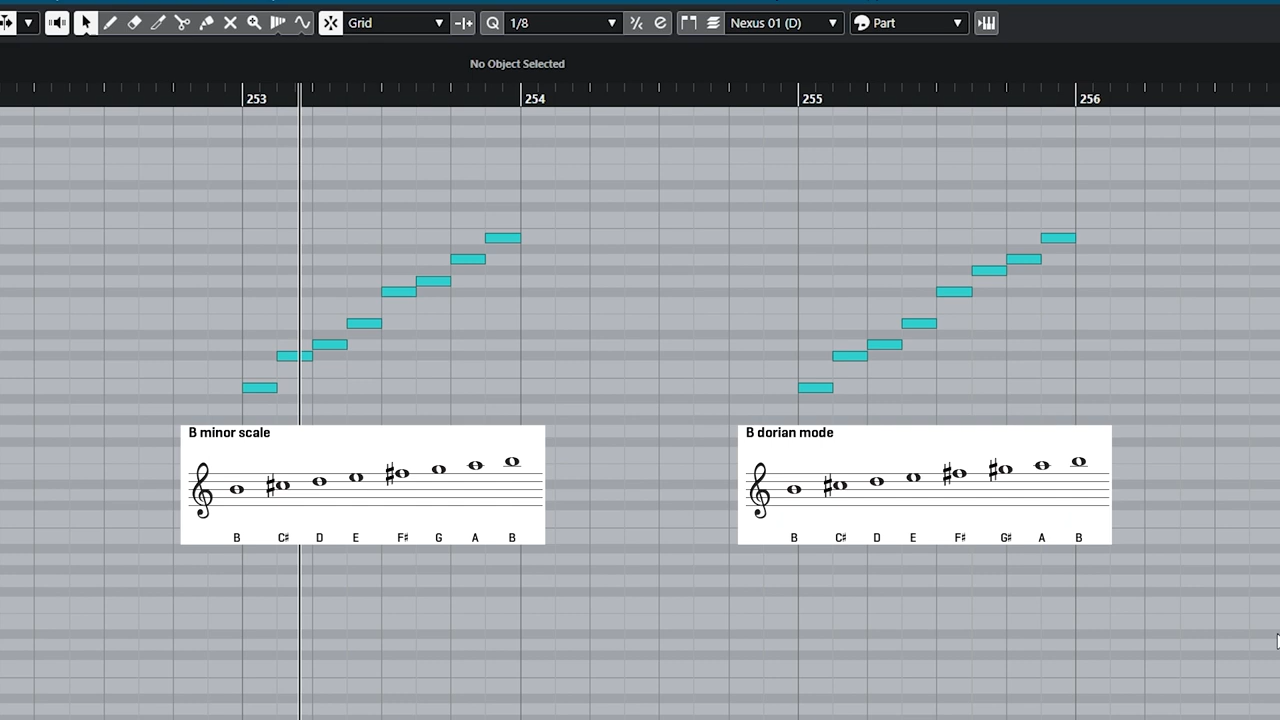 Grid
1/8
Nexus 01 (D)
Part
No Object Selected
253
254
255
256
B minor scale
B C♯ D E F♯ G A B
B dorian mode
B C♯ D E F♯ G♯ A B